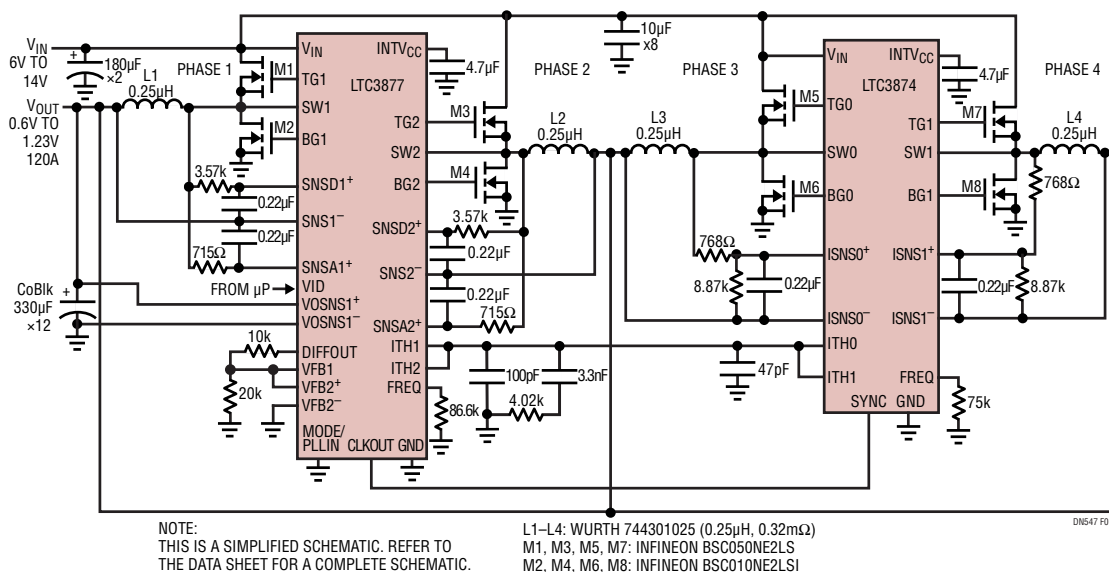 VIN
6V TO
14V
180µF
×2
L1
0.25µH
PHASE 1
VOUT
0.6V TO
1.23V
120A
M1
M2
3.57k
0.22µF
0.22µF
715Ω
FROM µP
CoBlk
330µF
×12
10k
20k
VIN
TG1
SW1
BG1
SNSD1+
SNS1−
SNSA1+
VID
VOSNS1+
VOSNS1−
DIFFOUT
VFB1
VFB2+
VFB2−
MODE/
PLLIN
CLKOUT
GND
LTC3877
INTVCC
TG2
SW2
BG2
SNSD2+
SNS2−
SNSA2+
ITH1
ITH2
FREQ
4.7µF
10µF
x8
PHASE 2
M3
M4
L2
0.25µH
3.57k
0.22µF
0.22µF
715Ω
86.6k
100pF
3.3nF
4.02k
PHASE 3
L3
0.25µH
M5
M6
768Ω
8.87k
0.22µF
47pF
VIN
TG0
SW0
BG0
ISNS0+
ISNS0−
ITH0
ITH1
SYNC
GND
LTC3874
INTVCC
TG1
SW1
BG1
ISNS1+
ISNS1−
FREQ
4.7µF
PHASE 4
M7
M8
L4
0.25µH
768Ω
0.22µF
8.87k
75k
DN547 F0
NOTE:
THIS IS A SIMPLIFIED SCHEMATIC. REFER TO
THE DATA SHEET FOR A COMPLETE SCHEMATIC.
L1–L4: WURTH 744301025 (0.25µH, 0.32mΩ)
M1, M3, M5, M7: INFINEON BSC050NE2LS
M2, M4, M6, M8: INFINEON BSC010NE2LSI